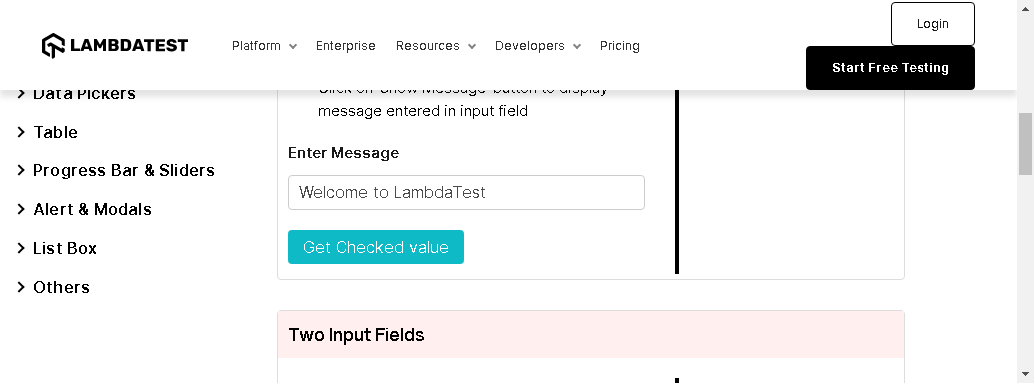 LAMBDATEST
Platform
Enterprise
Resources
Developers
Pricing
Login
Start Free Testing
Data Pickers
Table
Progress Bar & Sliders
Alert & Modals
List Box
Others
Click on 'Show Message' button to display
message entered in input field
Enter Message
Welcome to LambdaTest
Get Checked value
Two Input Fields